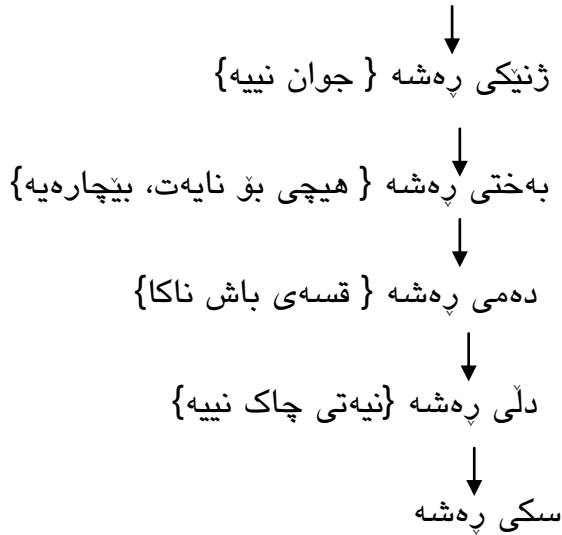 ژنێکی ڕەشە { جوان نییە}
بەختی ڕەشە { هیچی بۆ نایەت، بێچارەیە}
دەمی ڕەشە { قسەی باش ناکا}
دڵی ڕەشە {نیەتی چاک نییە}
سکی ڕەشە